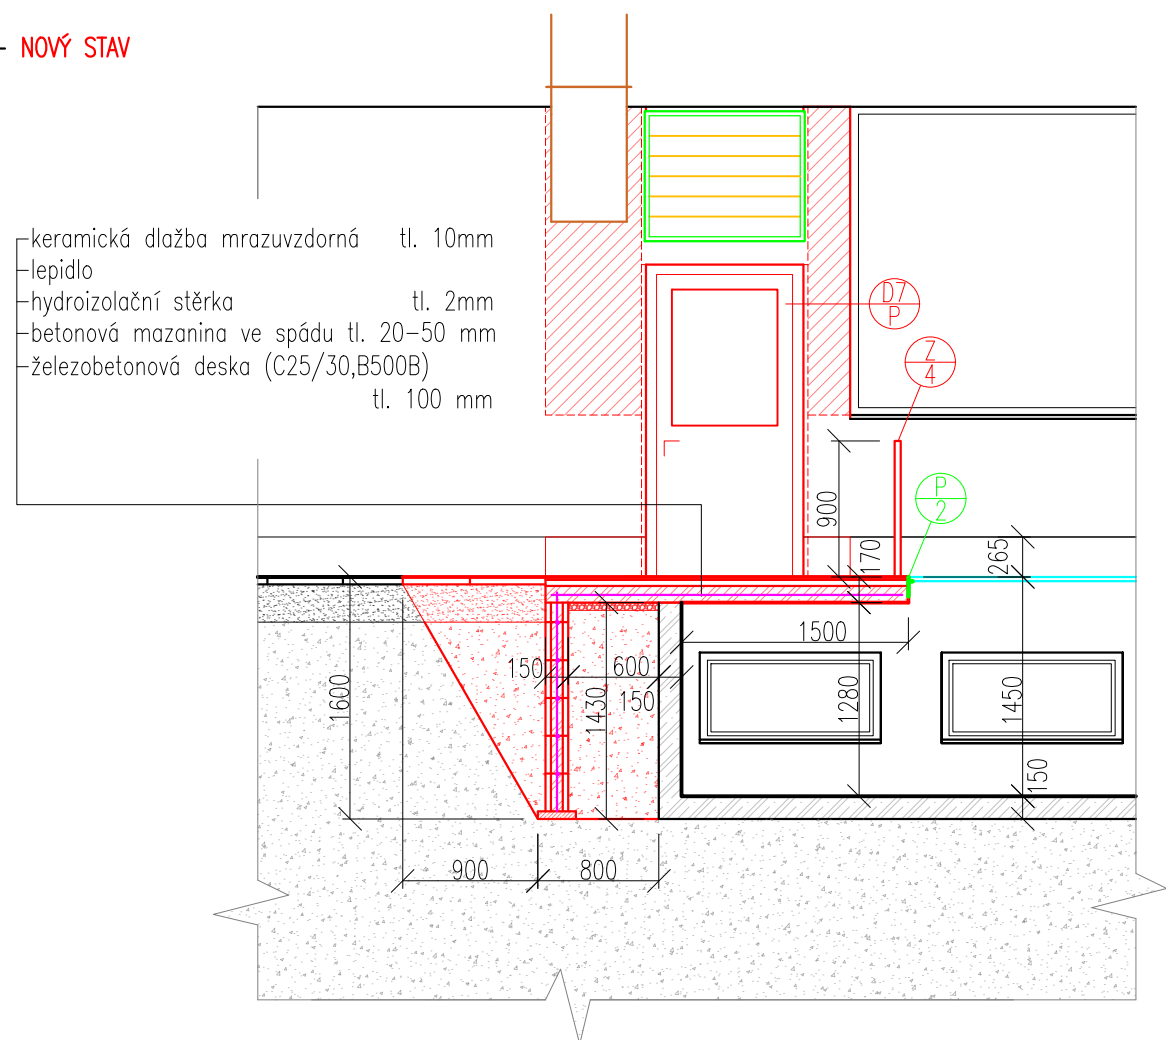 NOVÝ STAV
keramická dlažba mrazuvzdorná tl. 10mm
lepidlo
hydroizolační stěrka tl. 2mm
betonová mazanina ve spádu tl. 20-50 mm
železobetonová deska (C25/30,B500B)
tl. 100 mm
D7
P
Z
4
P
2
900
170
265
1500
150
600
150
1600
1430
1280
1450
150
900
800